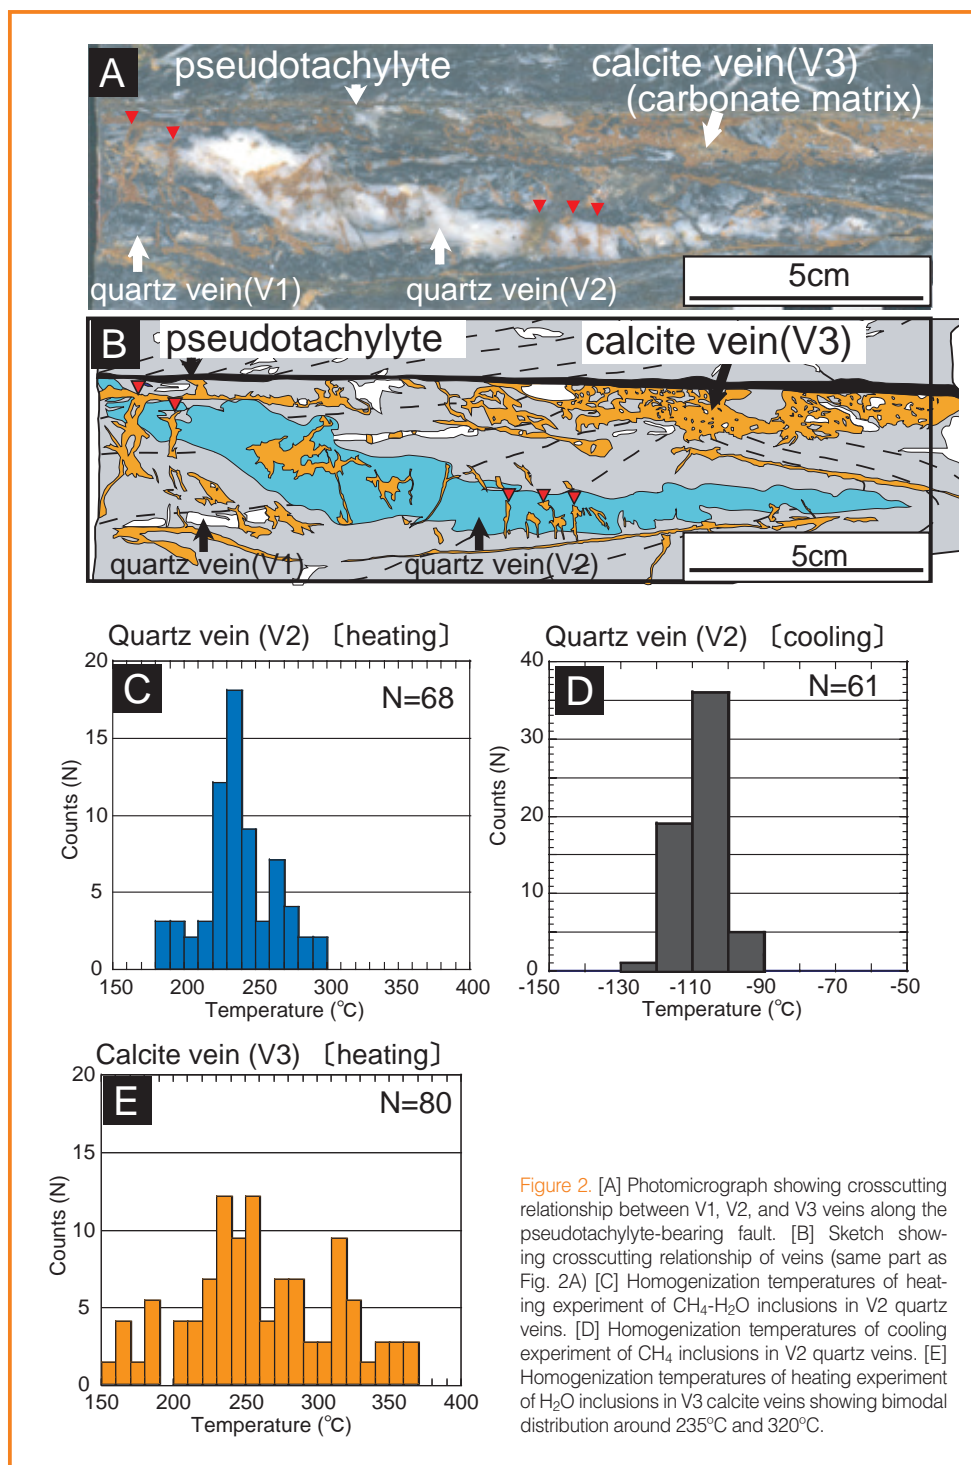 A
pseudotachylyte
calcite vein(V3)
(carbonate matrix)
quartz vein(V1)
quartz vein(V2)
5cm
B
pseudotachylyte
calcite vein(V3)
quartz vein(V1)
quartz vein(V2)
5cm
Quartz vein (V2) 〔heating〕
C
N=68
Counts (N)
20
15
10
5
0
150 200 250 300 350 400
Temperature (℃)
Quartz vein (V2) 〔cooling〕
D
N=61
Counts (N)
40
30
20
10
0
-150 -130 -110 -90 -70 -50
Temperature (℃)
Calcite vein (V3) 〔heating〕
E
N=80
Counts (N)
20
15
10
5
0
150 200 250 300 350 400
Temperature (℃)
Figure 2. [A] Photomicrograph showing crosscutting
relationship between V1, V2, and V3 veins along the
pseudotachylyte-bearing fault. [B] Sketch show-
ing crosscutting relationship of veins (same part as
Fig. 2A) [C] Homogenization temperatures of heat-
ing experiment of CH₄-H₂O inclusions in V2 quartz
veins. [D] Homogenization temperatures of cooling
experiment of CH₄ inclusions in V2 quartz veins. [E]
Homogenization temperatures of heating experiment
of H₂O inclusions in V3 calcite veins showing bimodal
distribution around 235ºC and 320ºC.